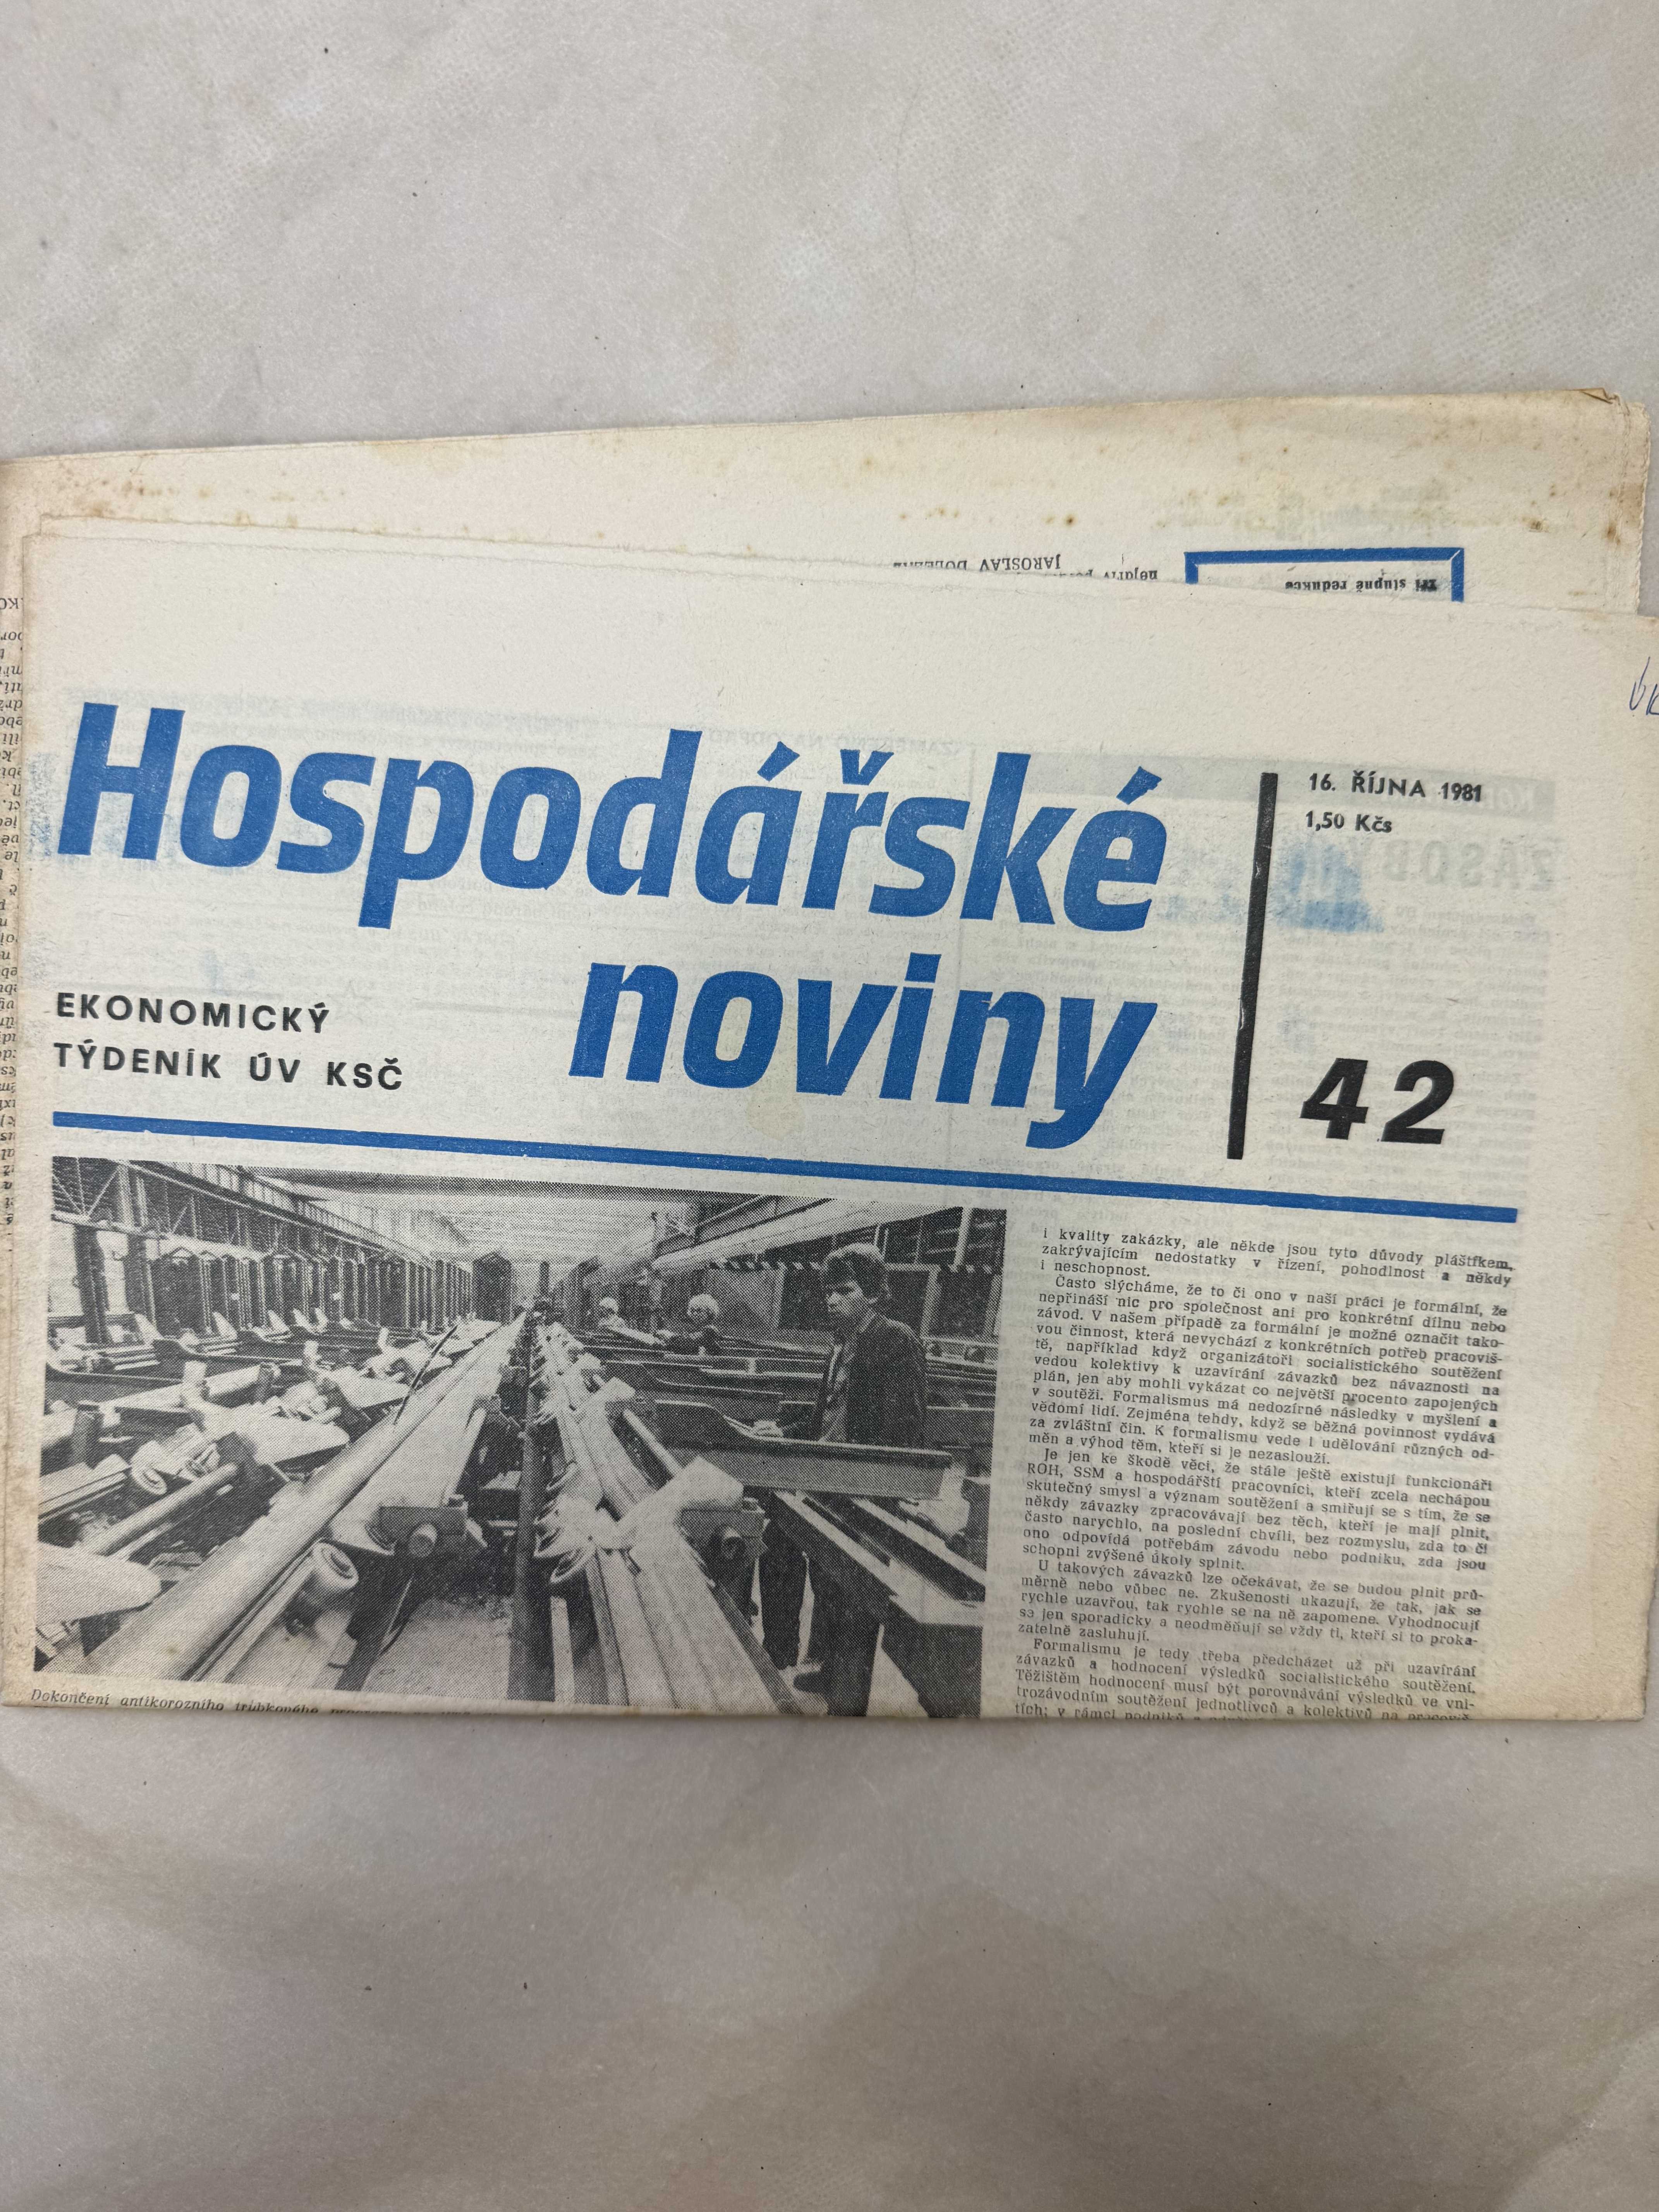 JAROSLAV
Tři stupně redukce
Hospodářské
noviny
EKONOMICKÝ
TÝDENÍK ÚV KSČ
16. ŘÍJNA 1981
1,50 Kčs
42
i kvality zakázky, ale někde jsou tyto důvody pláštíkem,
zakrývajícím nedostatky v řízení, pohodlnost a někdy
i neschopnost.
Často slýcháme, že to či ono v naší práci je formální, že
nepřináší nic pro společnost ani pro konkrétní dílnu nebo
závod. V našem případě za formální je možné označit tako-
vou činnost, která nevychází z konkrétních potřeb pracoviš-
tě, například když organizátoři socialistického soutěžení
vedou kolektivy k uzavírání závazků bez návaznosti na
plán, jen aby mohli vykázat co největší procento zapojených
v soutěži. Formalismus má nedozírné následky v myšlení a
vědomí lidí. Zejména tehdy, když se běžná povinnost vydává
za zvláštní čin. K formalismu vede i udělování různých od-
měn a výhod těm, kteří si je nezaslouží.
Je jen ke škodě věci, že stále ještě existují funkcionáři
ROH, SSM a hospodářští pracovníci, kteří zcela nechápou
skutečný smysl a význam soutěžení a smiřují se s tím, že se
někdy závazky zpracovávají bez těch, kteří je mají plnit,
často narychlo, na poslední chvíli, bez rozmyslu, zda to či
ono odpovídá potřebám závodu nebo podniku, zda jsou
schopni zvýšené úkoly splnit.
U takových závazků lze očekávat, že se budou plnit prů-
měrně nebo vůbec ne. Zkušenosti ukazují, že tak, jak se
rychle uzavřou, tak rychle se na ně zapomene. Vyhodnocují
se jen sporadicky a neodměňují se vždy ti, kteří si to proka-
zatelně zasluhují.
Formalismu je tedy třeba předcházet už při uzavírání
závazků a hodnocení výsledků socialistického soutěžení.
Těžištěm hodnocení musí být porovnávání výsledků ve vni-
trozávodním soutěžení jednotlivců a kolektivů na pracoviš-
tích; v rámci podniků
Dokončení antikorozního trubkového